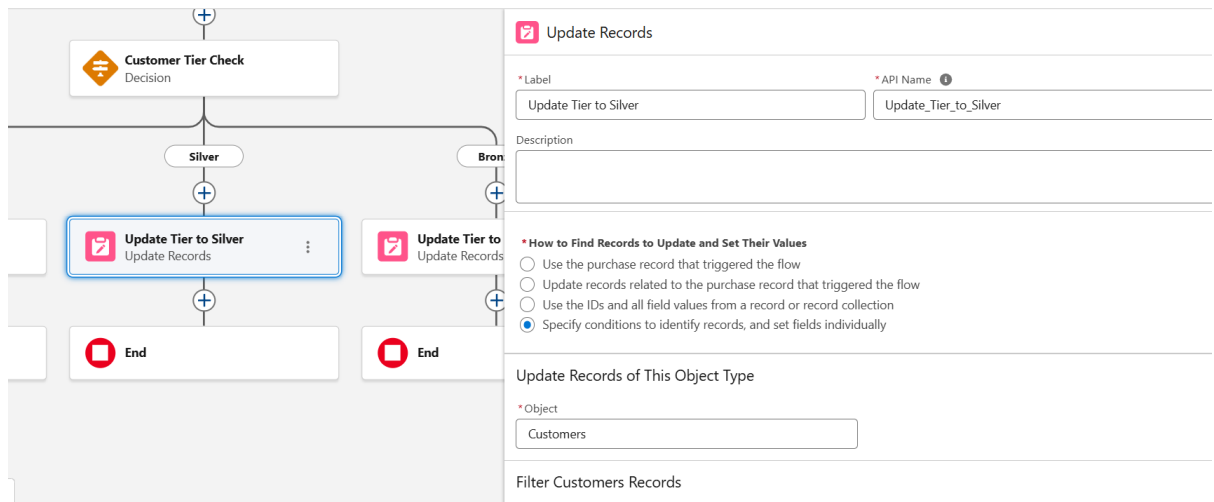 Customer Tier Check
Decision
Silver
Bron
Update Tier to Silver
Update Records
Update Tier to
Update Records
End
End
Update Records
*Label
*API Name
Update Tier to Silver
Update_Tier_to_Silver
Description
*How to Find Records to Update and Set Their Values
Use the purchase record that triggered the flow
Update records related to the purchase record that triggered the flow
Use the IDs and all field values from a record or record collection
Specify conditions to identify records, and set fields individually
Update Records of This Object Type
*Object
Customers
Filter Customers Records